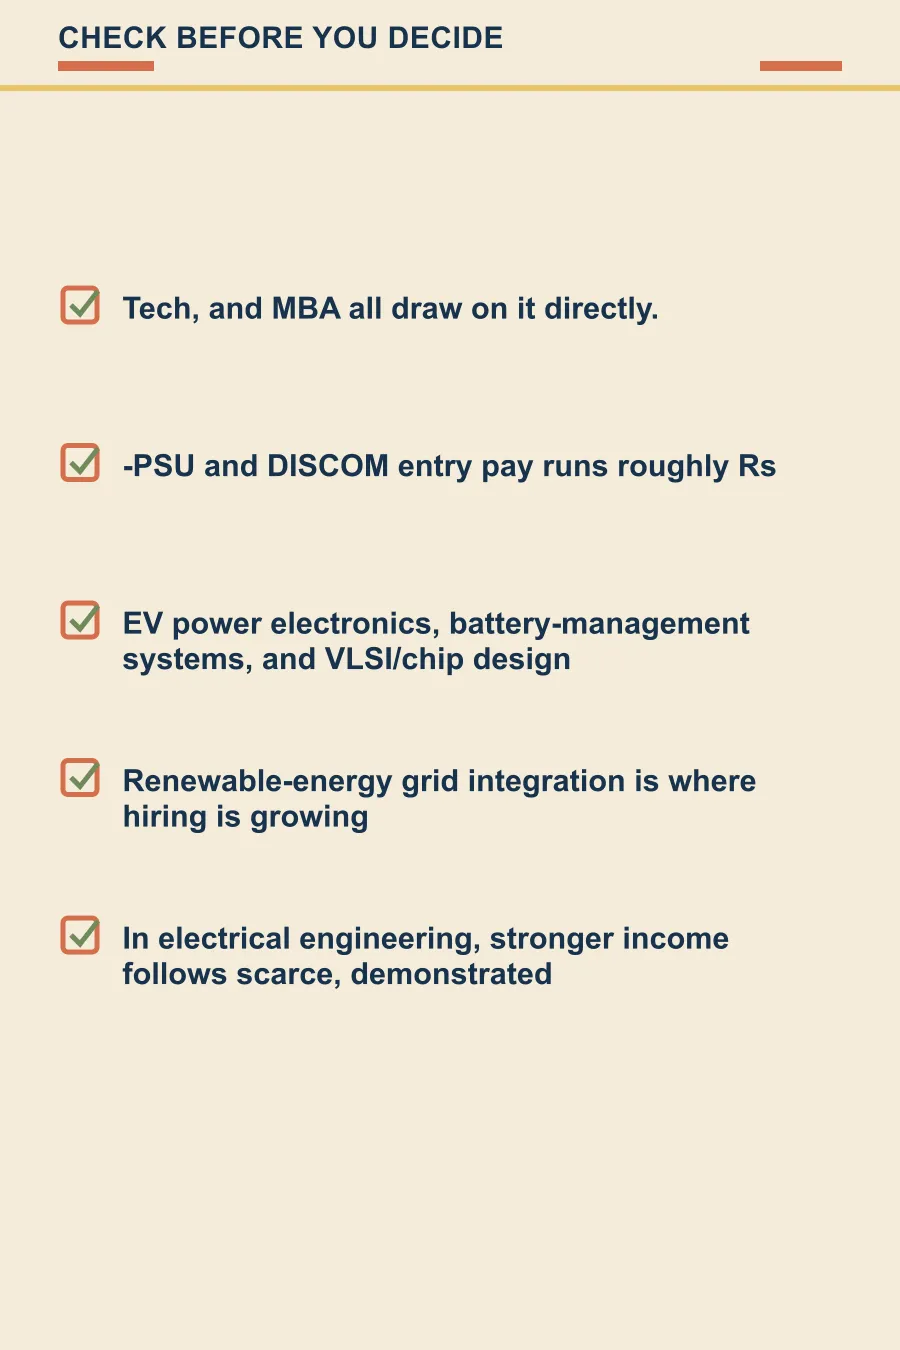 CHECK BEFORE YOU DECIDE
Tech, and MBA all draw on it directly.
-PSU and DISCOM entry pay runs roughly Rs
EV power electronics, battery-management
systems, and VLSI/chip design
Renewable-energy grid integration is where
hiring is growing
In electrical engineering, stronger income
follows scarce, demonstrated